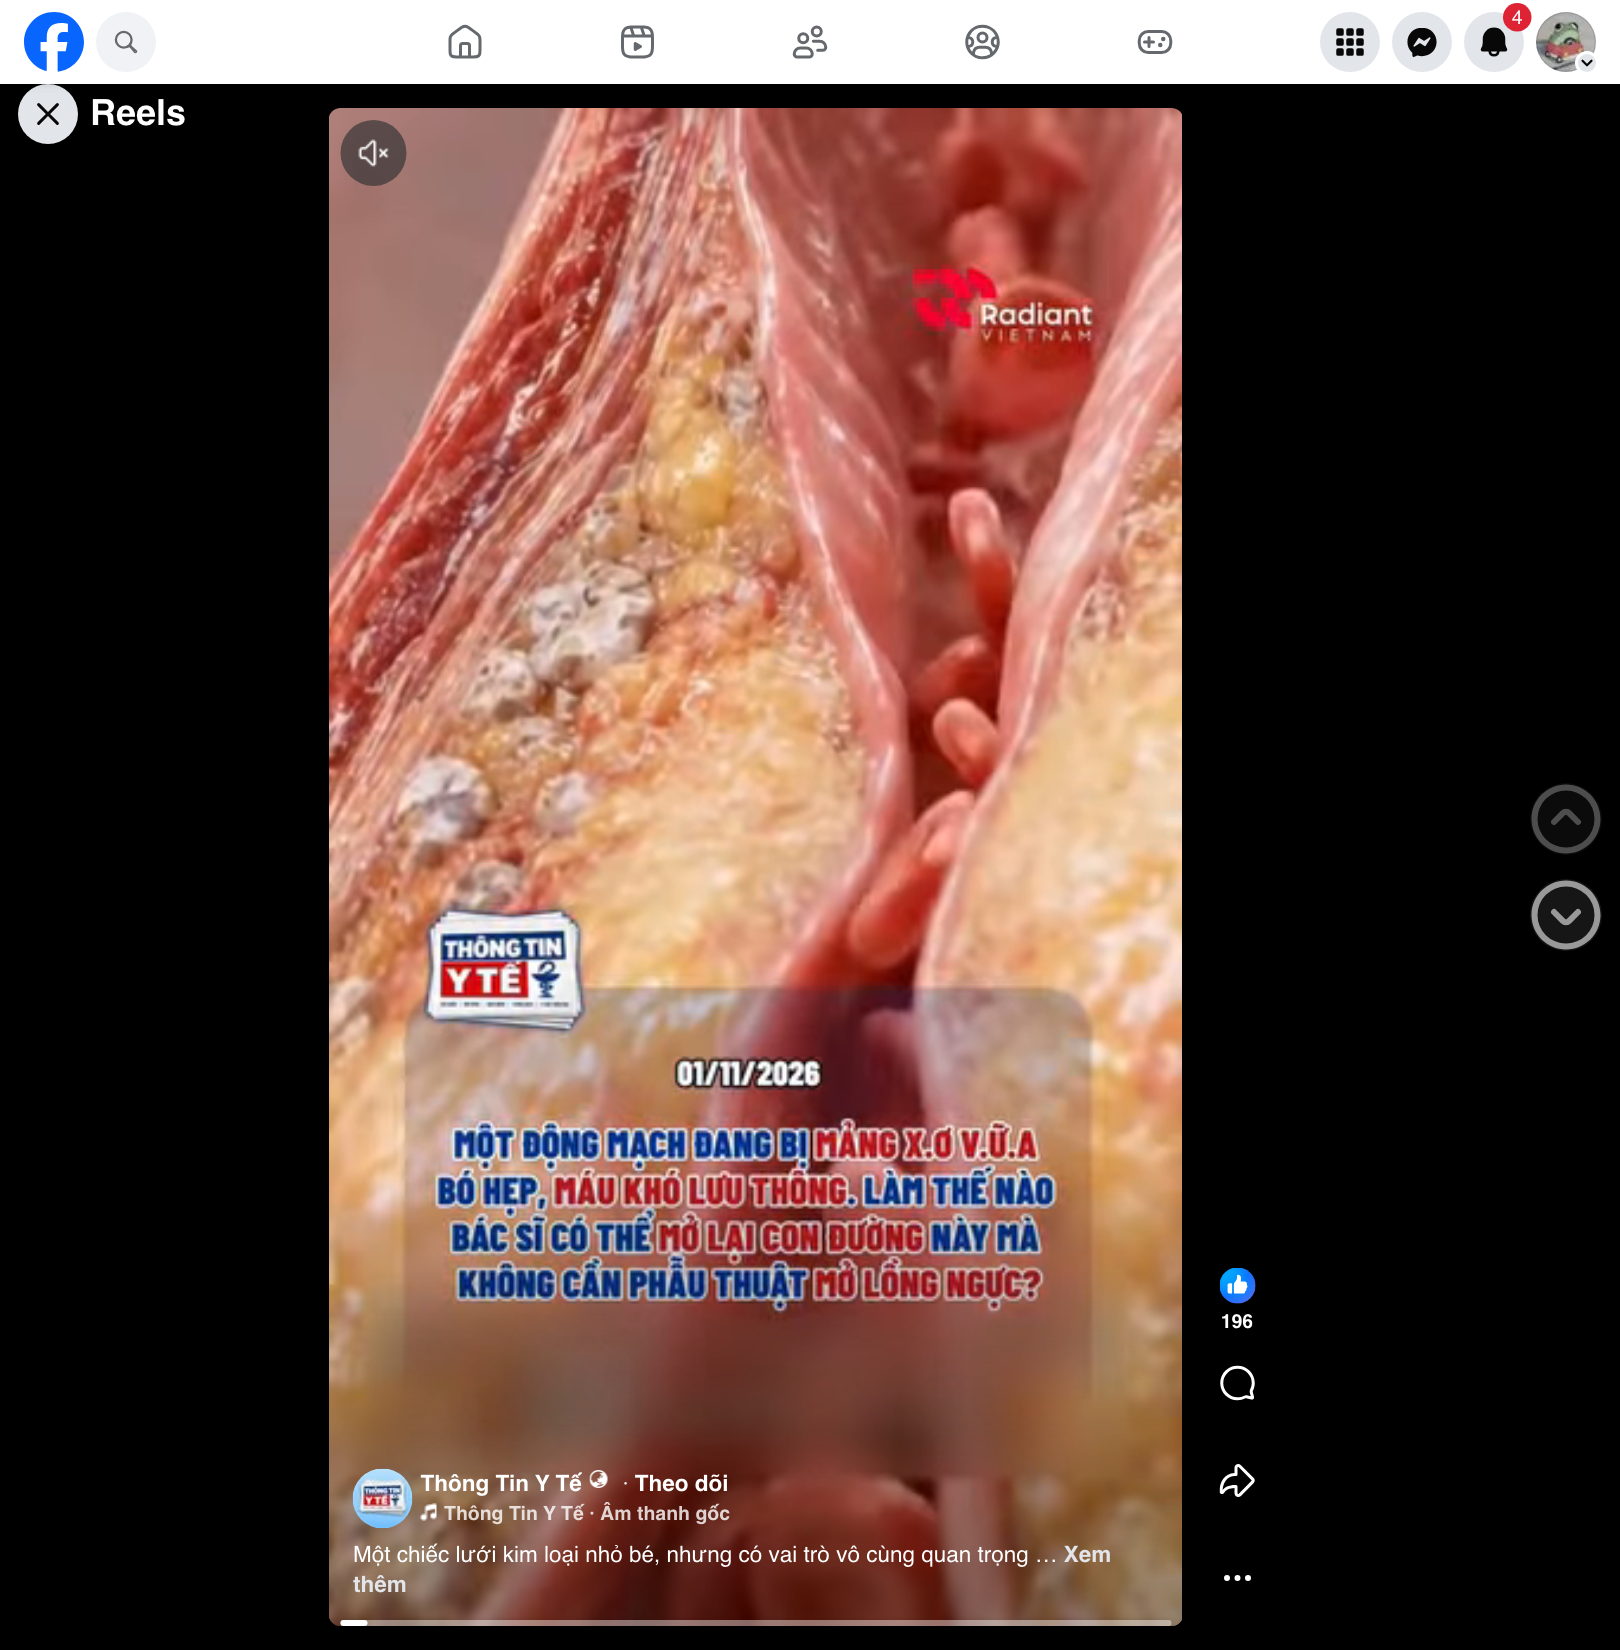 4
Reels
Radiant
VIETNAM
THÔNG TIN
Y TẾ
01/11/2026
MỘT ĐỘNG MẠCH ĐANG BỊ MẢNG X.Ơ V.Ữ.A
BÓ HẸP, MÁU KHÓ LƯU THÔNG. LÀM THẾ NÀO
BÁC SĨ CÓ THỂ MỞ LẠI CON ĐƯỜNG NÀY MÀ
KHÔNG CẦN PHẪU THUẬT MỞ LỒNG NGỰC?
196
Thông Tin Y Tế · Theo dõi
Thông Tin Y Tế · Âm thanh gốc
Một chiếc lưới kim loại nhỏ bé, nhưng có vai trò vô cùng quan trọng … Xem
thêm